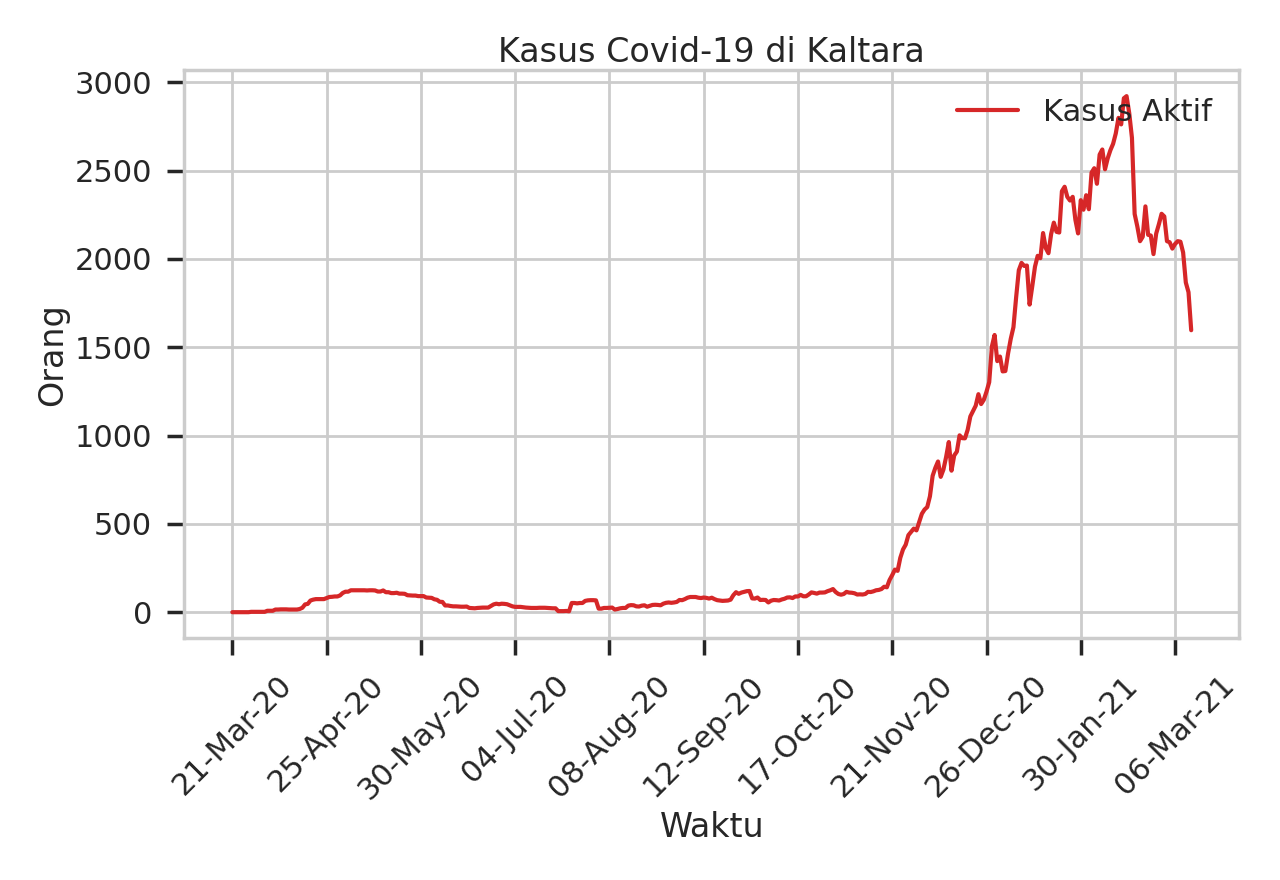 Kasus Covid-19 di Kaltara
Kasus Aktif
Orang
3000
2500
2000
1500
1000
500
0
21-Mar-20
25-Apr-20
30-May-20
04-Jul-20
08-Aug-20
12-Sep-20
17-Oct-20
21-Nov-20
26-Dec-20
30-Jan-21
06-Mar-21
Waktu